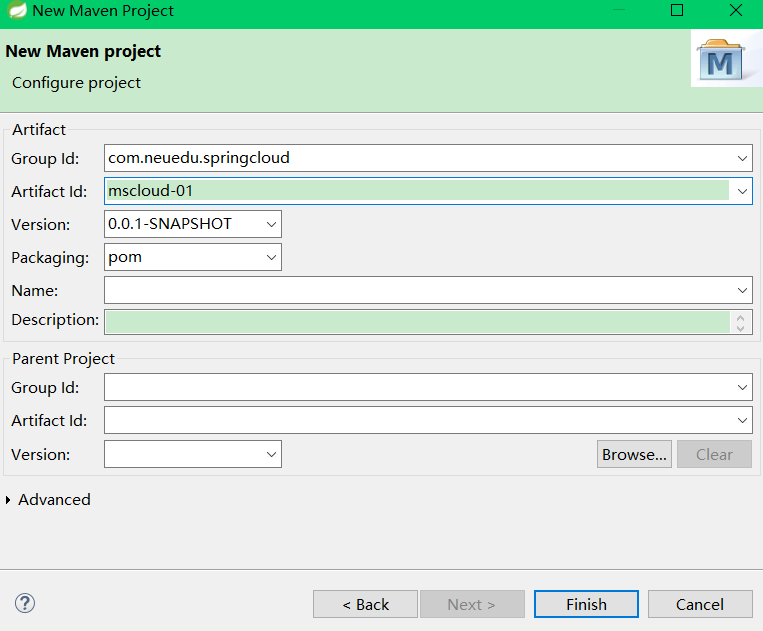 New Maven Project
New Maven project
Configure project
M
Artifact
Group Id: com.neuedu.springcloud
Artifact Id: mscloud-01
Version: 0.0.1-SNAPSHOT
Packaging: pom
Name:
Description:
Parent Project
Group Id:
Artifact Id:
Version: Browse... Clear
Advanced
? < Back Next > Finish Cancel